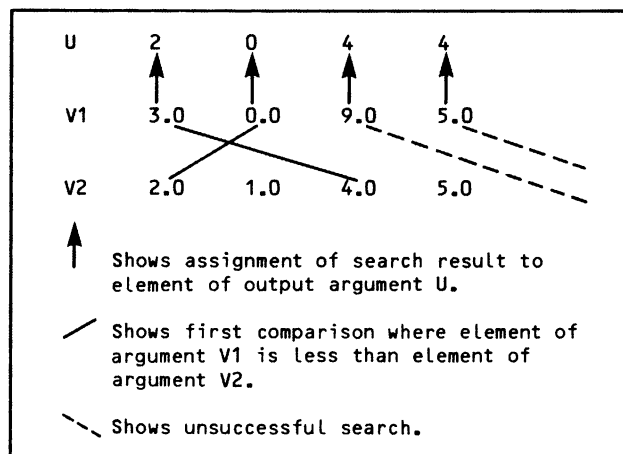 U 2 0 4 4
V1 3.0 0.0 9.0 5.0
V2 2.0 1.0 4.0 5.0
Shows assignment of search result to
element of output argument U.
Shows first comparison where element of
argument V1 is less than element of
argument V2.
Shows unsuccessful search.